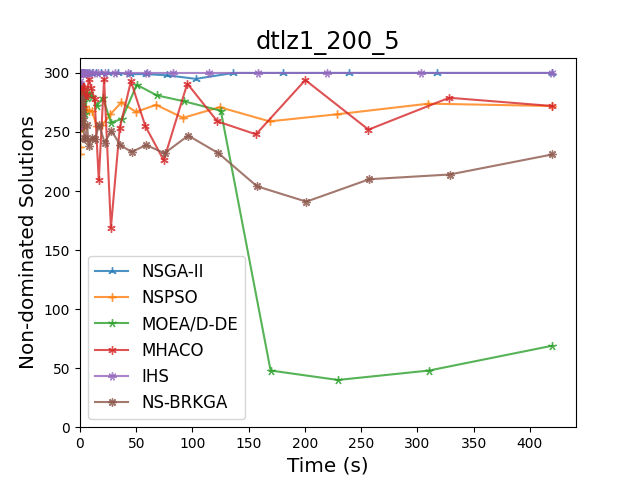 dtlz1_200_5
Non-dominated Solutions
300
250
200
150
100
50
0
NSGA-II
NSPSO
MOEA/D-DE
MHACO
IHS
NS-BRKGA
0 50 100 150 200 250 300 350 400
Time (s)